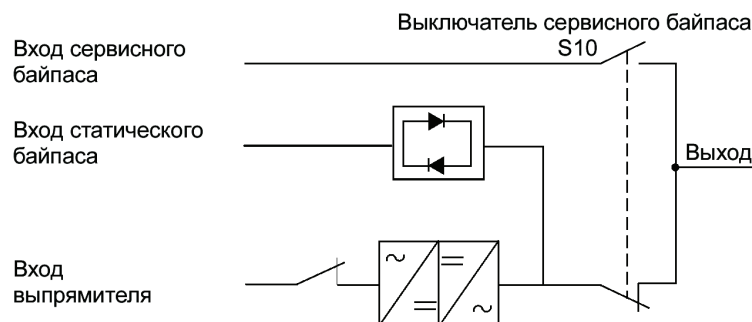 Выключатель сервисного байпаса
S10
Вход сервисного
байпаса
Вход статического
байпаса
Выход
Вход
выпрямителя